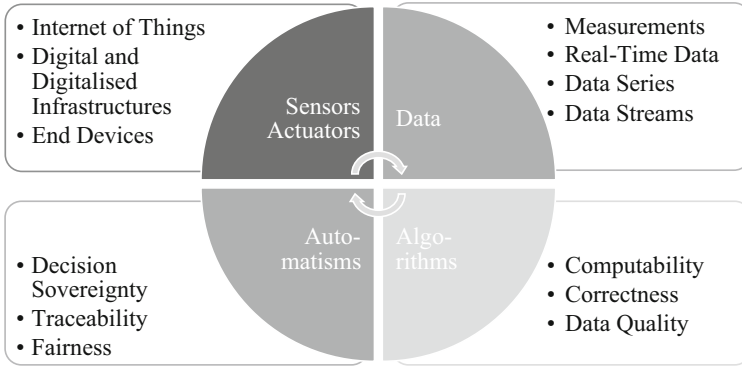 • Internet of Things
• Digital and
Digitalised
Infrastructures
• End Devices
Sensors
Actuators
Data
• Measurements
• Real-Time Data
• Data Series
• Data Streams
• Decision
Sovereignty
• Traceability
• Fairness
Auto-
matisms
Algo-
rithms
• Computability
• Correctness
• Data Quality